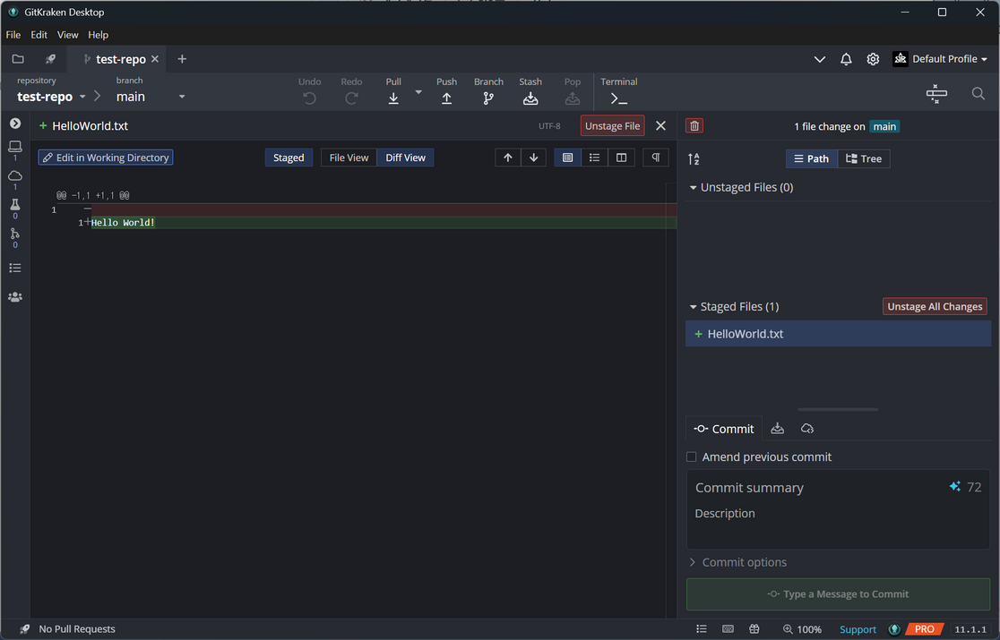 GitKraken Desktop
File Edit View Help
test-repo
Default Profile
repository branch
test-repo main
Undo Redo Pull Push Branch Stash Pop Terminal
HelloWorld.txt UTF-8 Unstage File
Edit in Working Directory Staged File View Diff View
@@ -1,1 +1,1 @@
1 —
1 +Hello World!
1
1
0
0
1 file change on main
Path Tree
Unstaged Files (0)
Staged Files (1) Unstage All Changes
HelloWorld.txt
Commit
Amend previous commit
Commit summary 72
Description
Commit options
Type a Message to Commit
No Pull Requests 100% Support PRO 11.1.1